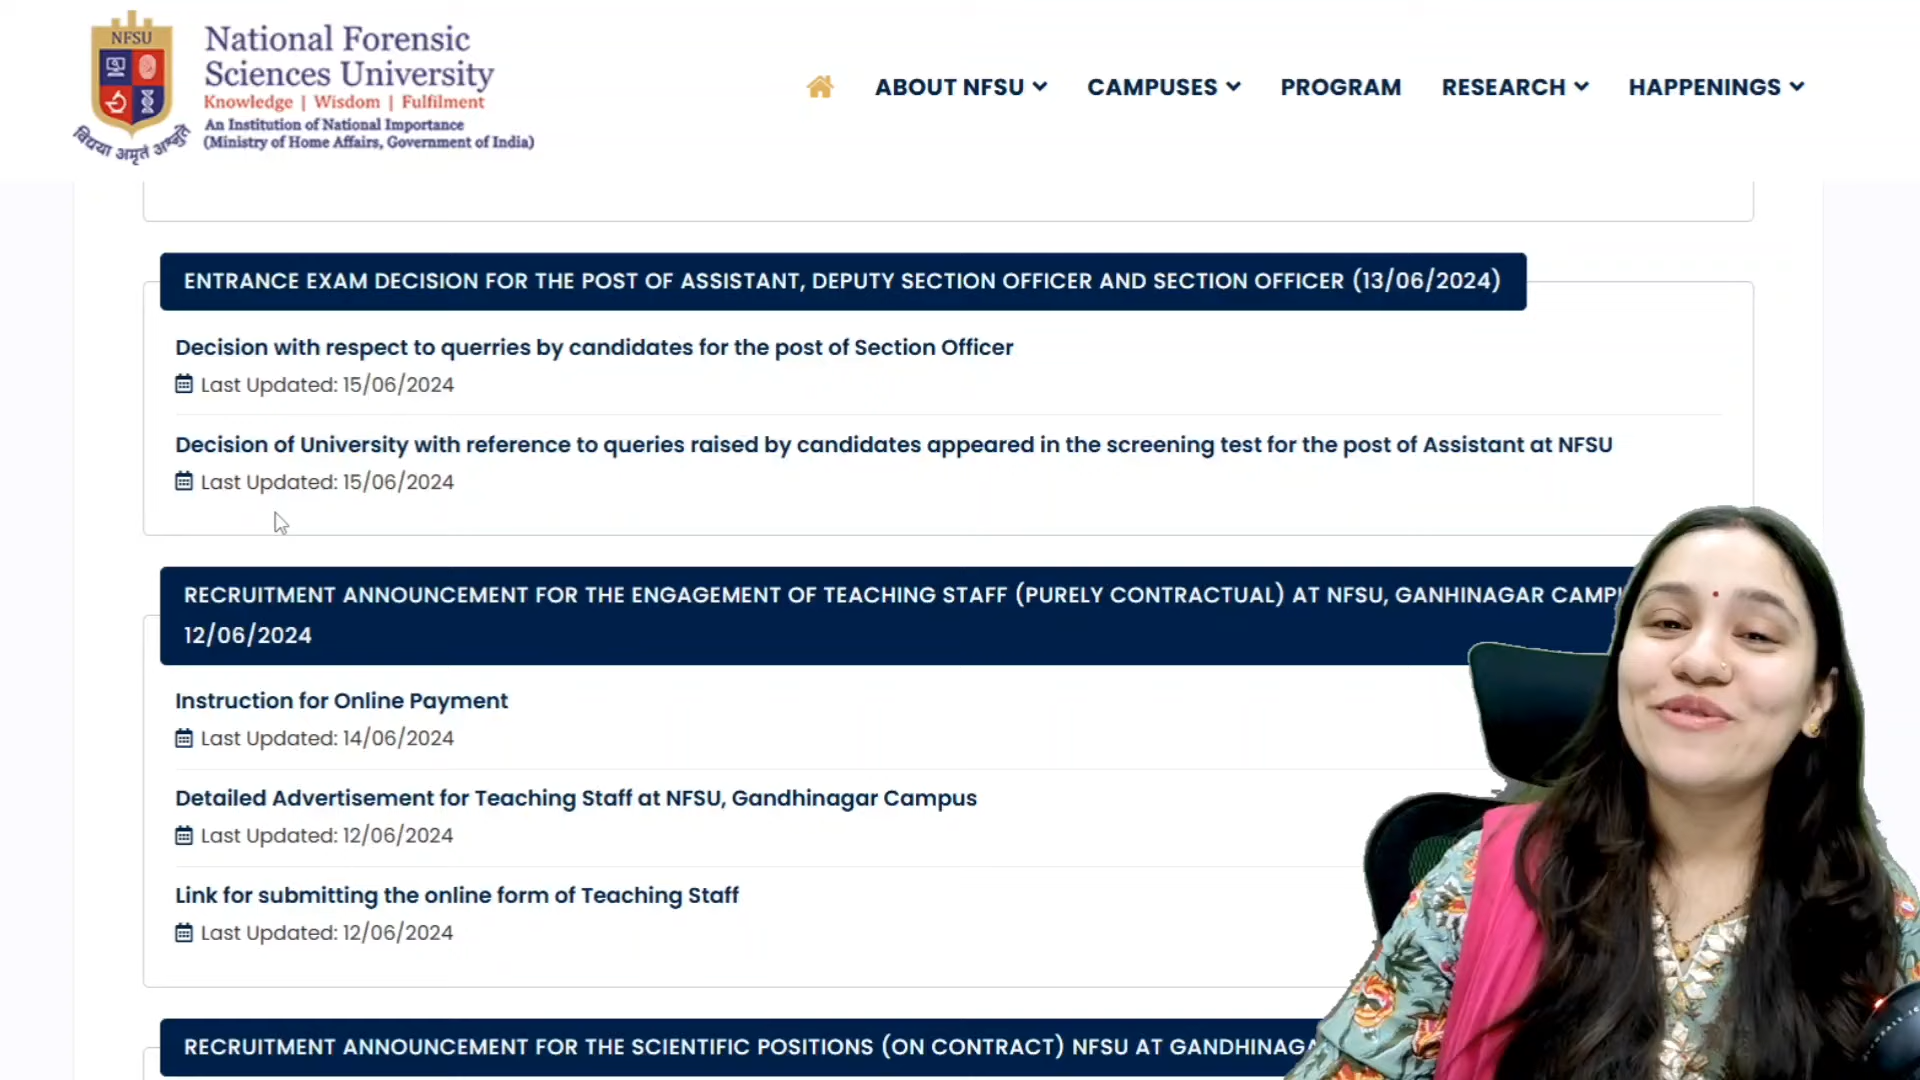 NFSU
विद्यया अमृतं अश्नुते
National Forensic
Sciences University
Knowledge | Wisdom | Fulfilment
An Institution of National Importance
(Ministry of Home Affairs, Government of India)
ABOUT NFSU CAMPUSES PROGRAM RESEARCH HAPPENINGS
ENTRANCE EXAM DECISION FOR THE POST OF ASSISTANT, DEPUTY SECTION OFFICER AND SECTION OFFICER (13/06/2024)
Decision with respect to querries by candidates for the post of Section Officer
Last Updated: 15/06/2024
Decision of University with reference to queries raised by candidates appeared in the screening test for the post of Assistant at NFSU
Last Updated: 15/06/2024
RECRUITMENT ANNOUNCEMENT FOR THE ENGAGEMENT OF TEACHING STAFF (PURELY CONTRACTUAL) AT NFSU, GANHINAGAR
12/06/2024
Instruction for Online Payment
Last Updated: 14/06/2024
Detailed Advertisement for Teaching Staff at NFSU, Gandhinagar Campus
Last Updated: 12/06/2024
Link for submitting the online form of Teaching Staff
Last Updated: 12/06/2024
RECRUITMENT ANNOUNCEMENT FOR THE SCIENTIFIC POSITIONS (ON CONTRACT) NFSU AT